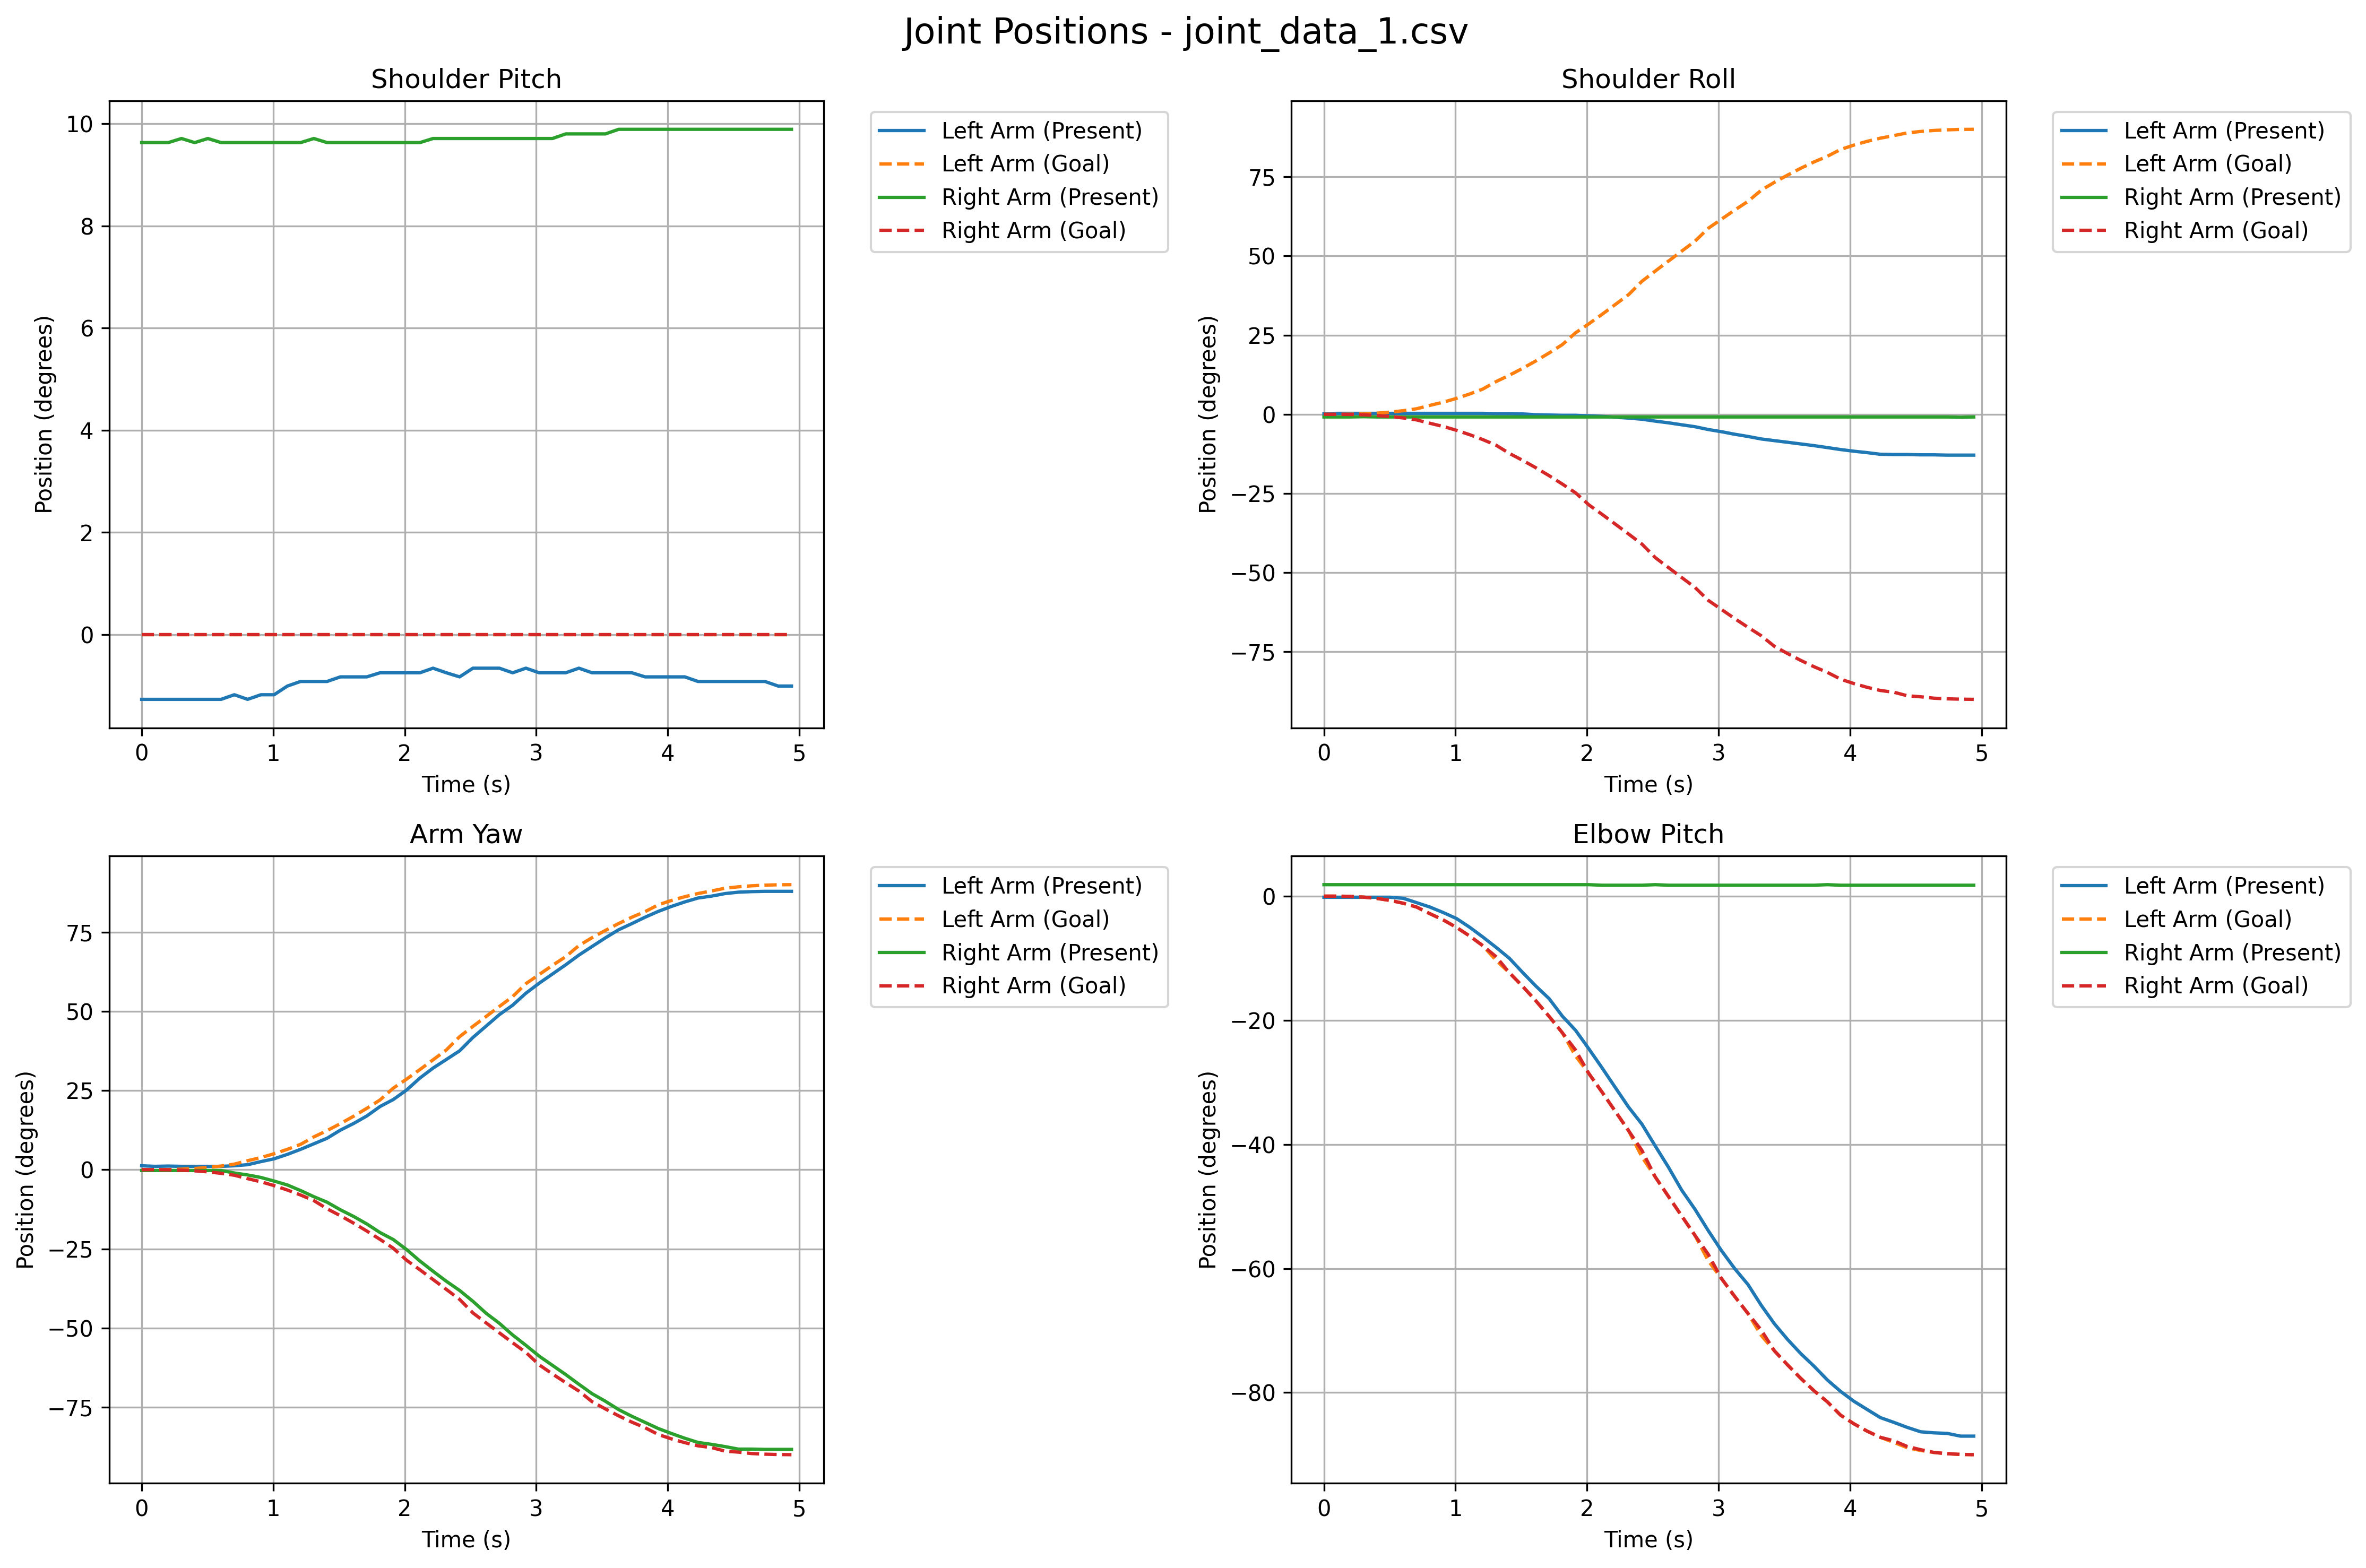 Joint Positions - joint_data_1.csv
Shoulder Pitch
10
8
6
4
2
0
Position (degrees)
0 1 2 3 4 5
Time (s)
Left Arm (Present)
Left Arm (Goal)
Right Arm (Present)
Right Arm (Goal)
Shoulder Roll
75
50
25
0
−25
−50
−75
Position (degrees)
0 1 2 3 4 5
Time (s)
Left Arm (Present)
Left Arm (Goal)
Right Arm (Present)
Right Arm (Goal)
Arm Yaw
75
50
25
0
−25
−50
−75
Position (degrees)
0 1 2 3 4 5
Time (s)
Left Arm (Present)
Left Arm (Goal)
Right Arm (Present)
Right Arm (Goal)
Elbow Pitch
0
−20
−40
−60
−80
Position (degrees)
0 1 2 3 4 5
Time (s)
Left Arm (Present)
Left Arm (Goal)
Right Arm (Present)
Right Arm (Goal)